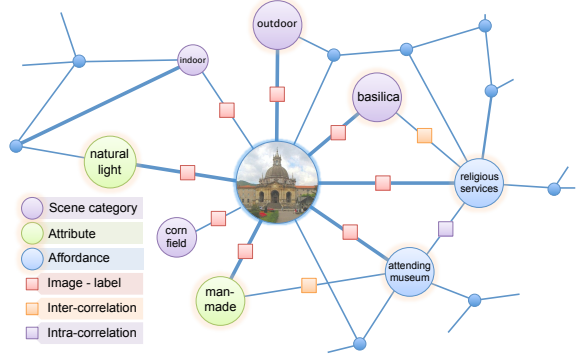 outdoor
indoor
basilica
natural
light
religious
services
corn
field
attending
museum
man-
made
Scene category
Attribute
Affordance
Image - label
Inter-correlation
Intra-correlation